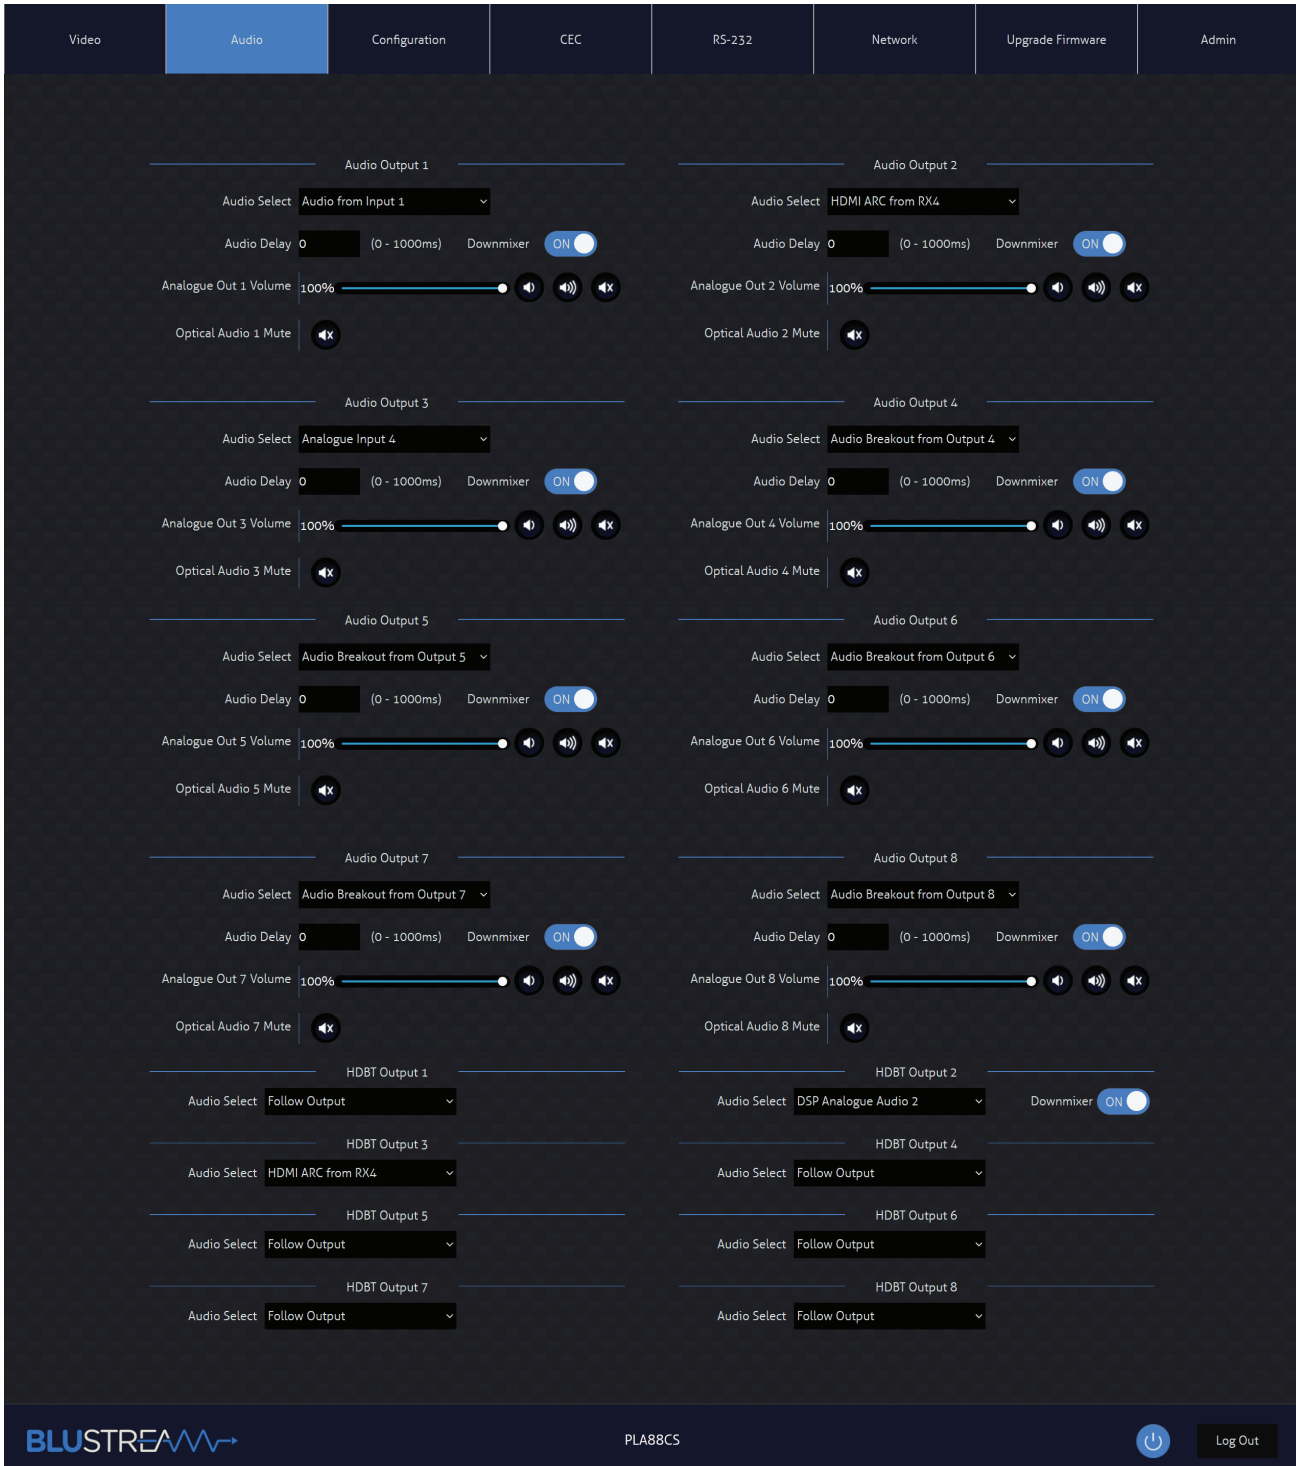 Video Audio Configuration CEC RS-232 Network Upgrade Firmware Admin
Audio Output 1
Audio Select Audio from Input 1
Audio Delay 0 (0 - 1000ms) Downmixer ON
Analogue Out 1 Volume 100%
Optical Audio 1 Mute
Audio Output 2
Audio Select HDMI ARC from RX4
Audio Delay 0 (0 - 1000ms) Downmixer ON
Analogue Out 2 Volume 100%
Optical Audio 2 Mute
Audio Output 3
Audio Select Analogue Input 4
Audio Delay 0 (0 - 1000ms) Downmixer ON
Analogue Out 3 Volume 100%
Optical Audio 3 Mute
Audio Output 4
Audio Select Audio Breakout from Output 4
Audio Delay 0 (0 - 1000ms) Downmixer ON
Analogue Out 4 Volume 100%
Optical Audio 4 Mute
Audio Output 5
Audio Select Audio Breakout from Output 5
Audio Delay 0 (0 - 1000ms) Downmixer ON
Analogue Out 5 Volume 100%
Optical Audio 5 Mute
Audio Output 6
Audio Select Audio Breakout from Output 6
Audio Delay 0 (0 - 1000ms) Downmixer ON
Analogue Out 6 Volume 100%
Optical Audio 6 Mute
Audio Output 7
Audio Select Audio Breakout from Output 7
Audio Delay 0 (0 - 1000ms) Downmixer ON
Analogue Out 7 Volume 100%
Optical Audio 7 Mute
Audio Output 8
Audio Select Audio Breakout from Output 8
Audio Delay 0 (0 - 1000ms) Downmixer ON
Analogue Out 8 Volume 100%
Optical Audio 8 Mute
HDBT Output 1
Audio Select Follow Output
HDBT Output 2
Audio Select DSP Analogue Audio 2 Downmixer ON
HDBT Output 3
Audio Select HDMI ARC from RX4
HDBT Output 4
Audio Select Follow Output
HDBT Output 5
Audio Select Follow Output
HDBT Output 6
Audio Select Follow Output
HDBT Output 7
Audio Select Follow Output
HDBT Output 8
Audio Select Follow Output
BLUSTREAM PLA88CS Log Out